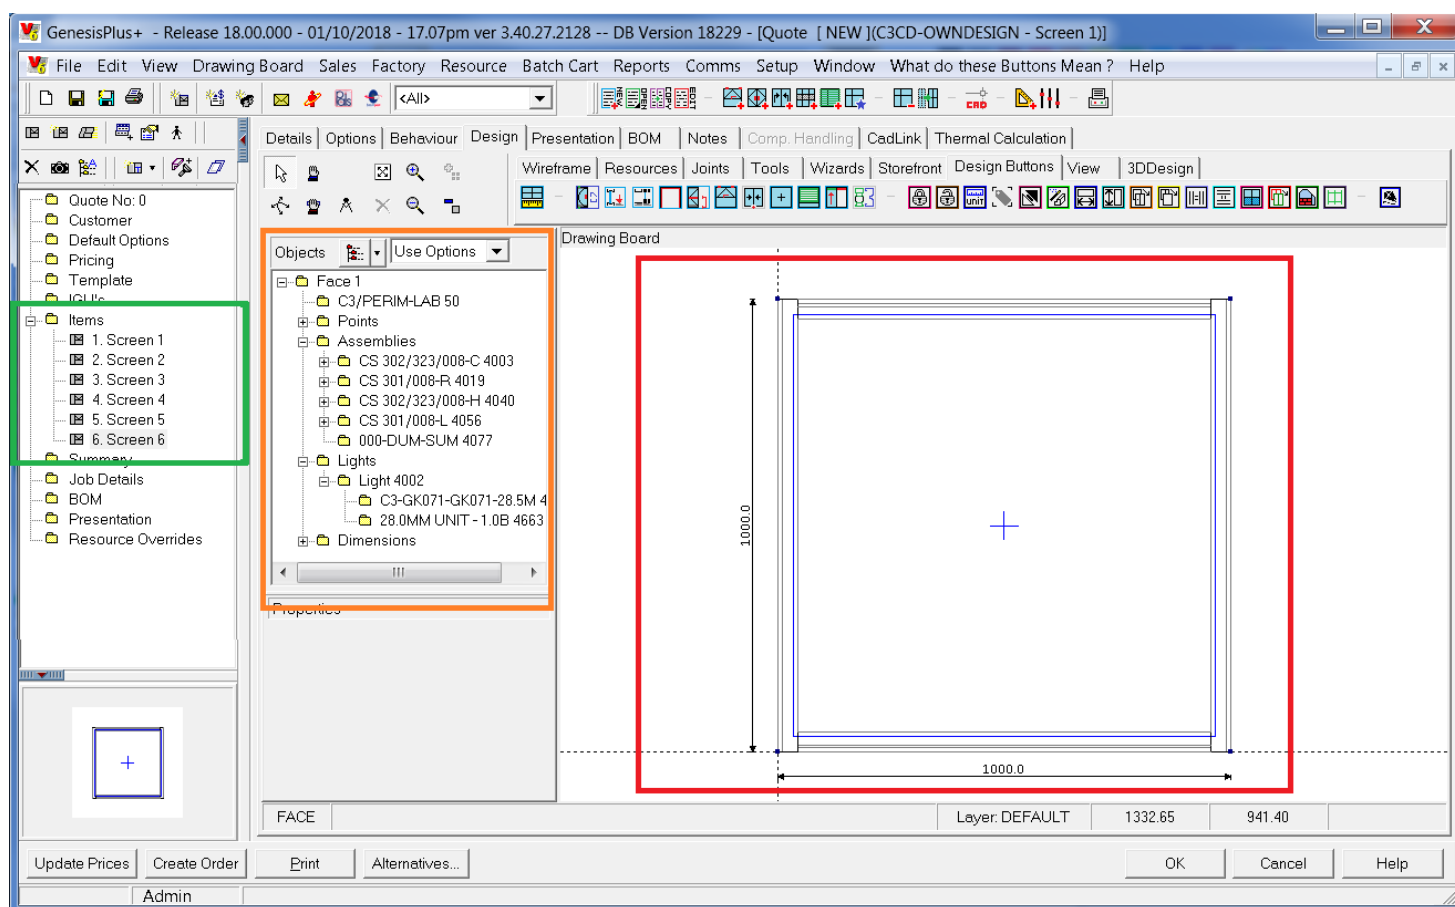 GenesisPlus+ - Release 18.00.000 - 01/10/2018 - 17.07pm ver 3.40.27.2128 -- DB Version 18229 - [Quote [ NEW ](C3CD-OWNDESIGN - Screen 1)]
File Edit View Drawing Board Sales Factory Resource Batch Cart Reports Comms Setup Window What do these Buttons Mean ? Help
<All>
Details Options Behaviour Design Presentation BOM Notes Comp. Handling CadLink Thermal Calculation
Wireframe Resources Joints Tools Wizards Storefront Design Buttons View 3DDesign
Quote No: 0
Customer
Default Options
Pricing
Template
IGU's
Items
1. Screen 1
2. Screen 2
3. Screen 3
4. Screen 4
5. Screen 5
6. Screen 6
Summary
Job Details
BOM
Presentation
Resource Overrides
Objects Use Options
Face 1
C3/PERIM-LAB 50
Points
Assemblies
CS 302/323/008-C 4003
CS 301/008-R 4019
CS 302/323/008-H 4040
CS 301/008-L 4056
000-DUM-SUM 4077
Lights
Light 4002
C3-GK071-GK071-28.5M 4
28.0MM UNIT - 1.0B 4663
Dimensions
Properties
Drawing Board
1000.0
1000.0
FACE Layer: DEFAULT 1332.65 941.40
Update Prices Create Order Print Alternatives... OK Cancel Help
Admin